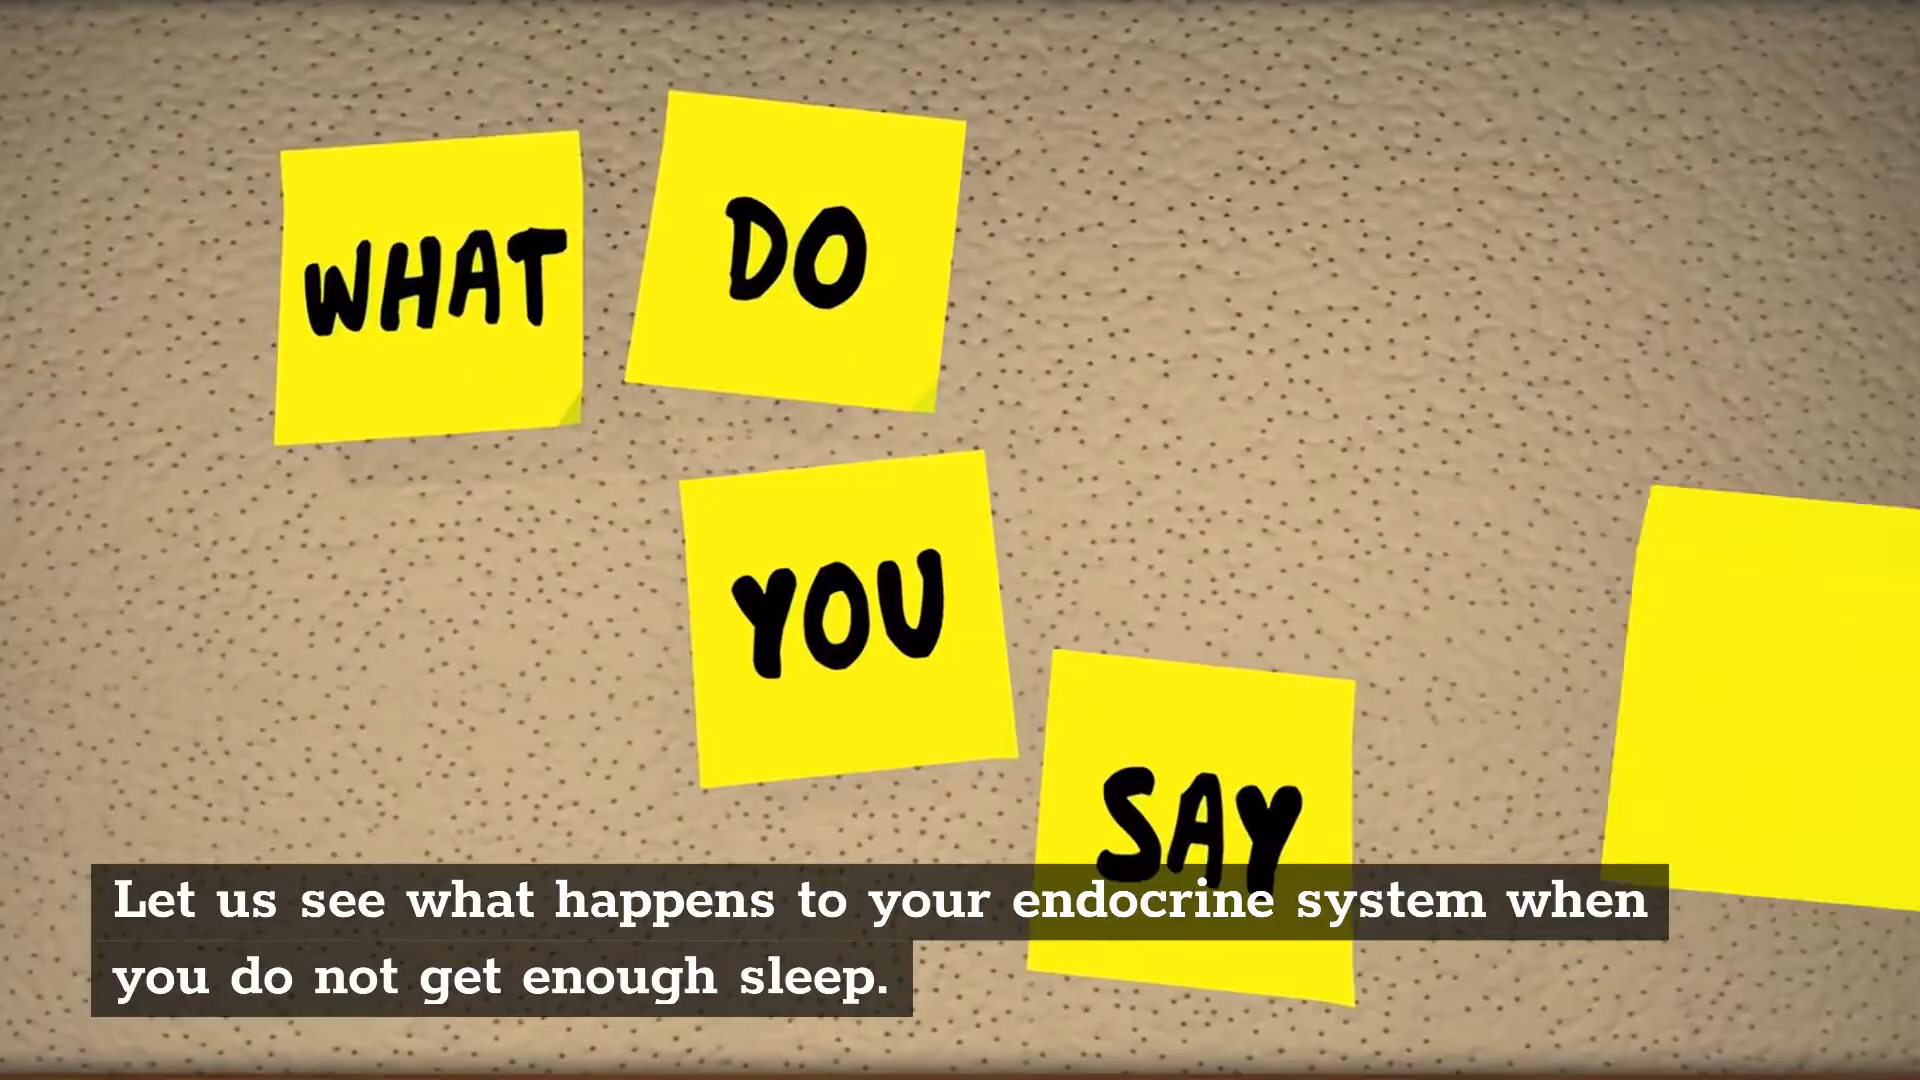 WHAT
DO
YOU
SAY
Let us see what happens to your endocrine system when
you do not get enough sleep.